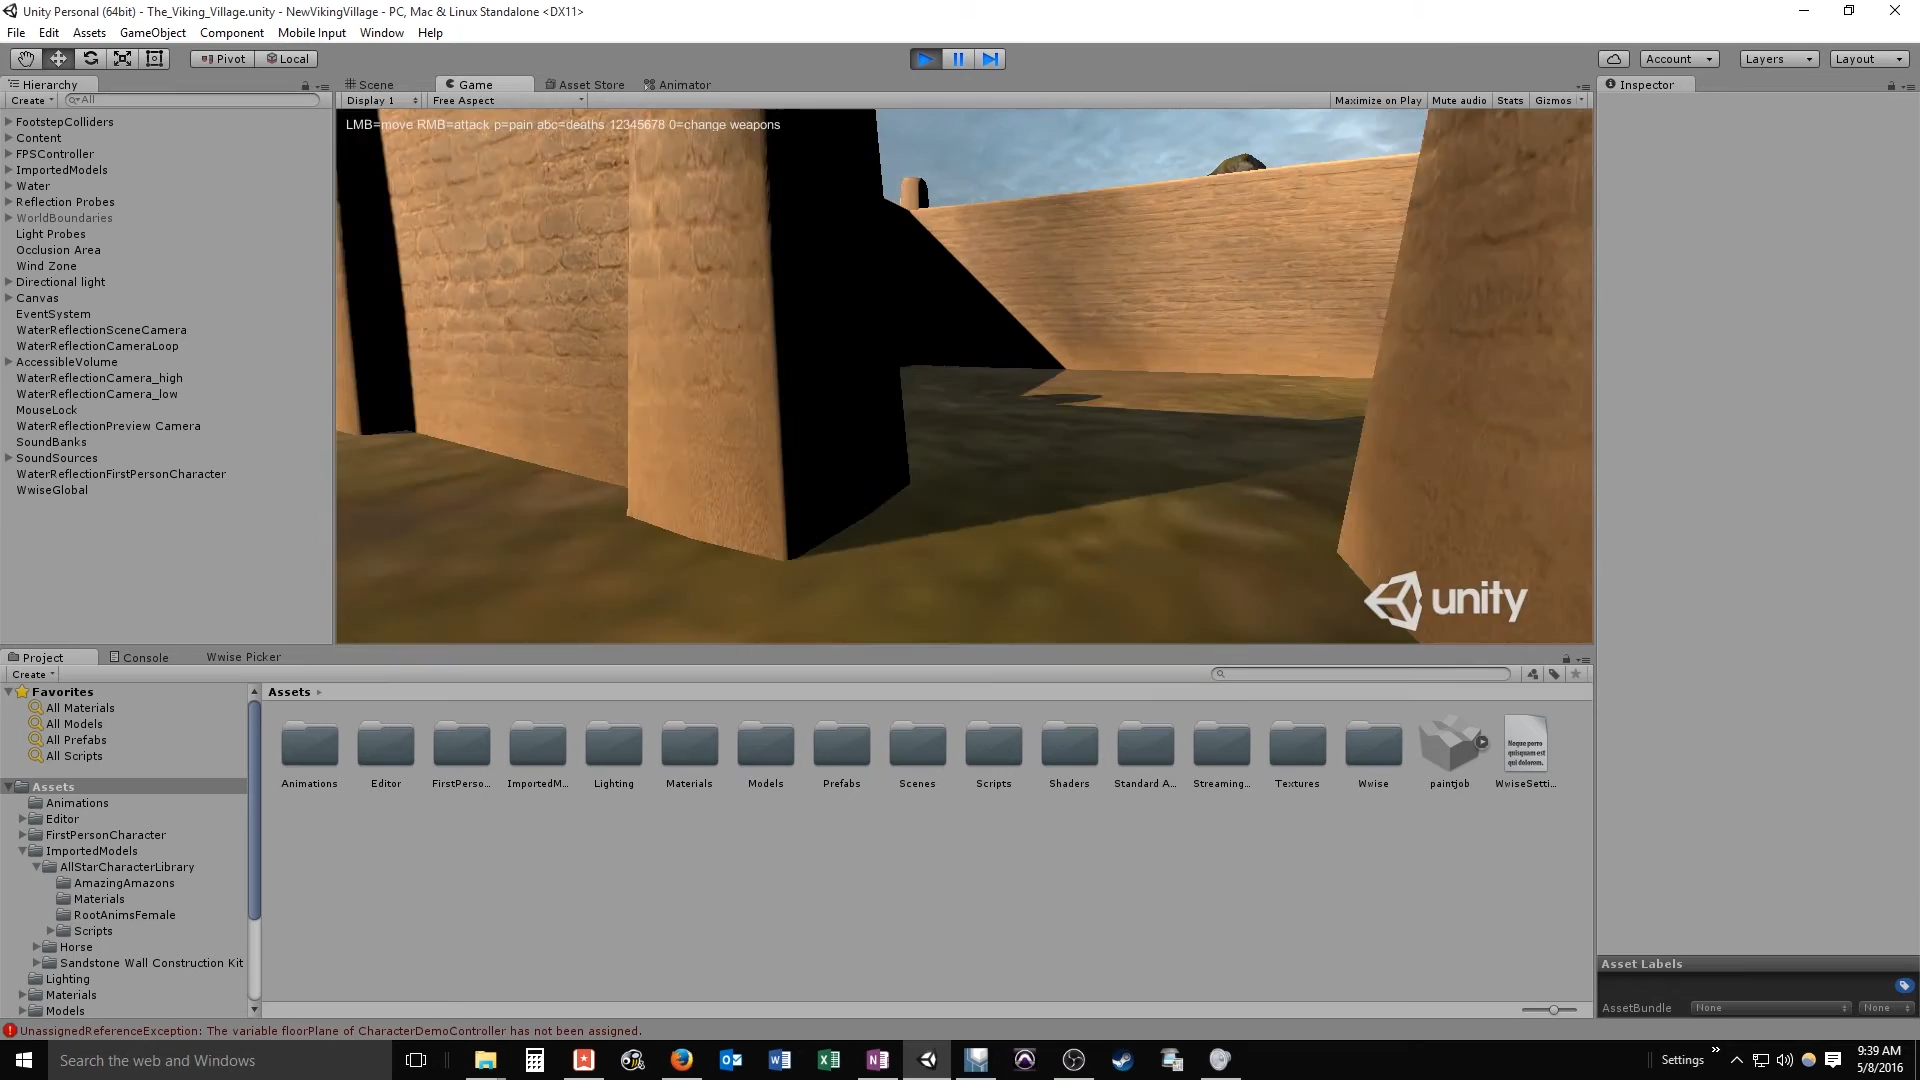 Unity Personal (64bit) - The_Viking_Village.unity - NewVikingVillage - PC, Mac & Linux Standalone <DX11>
File Edit Assets GameObject Component Mobile Input Window Help
Pivot Local Account Layers Layout
Hierarchy
Create All
FootstepColliders
Content
FPSController
ImportedModels
Water
Reflection Probes
WorldBoundaries
Light Probes
Occlusion Area
Wind Zone
Directional light
Canvas
EventSystem
WaterReflectionSceneCamera
WaterReflectionCameraLoop
AccessibleVolume
WaterReflectionCamera_high
WaterReflectionCamera_low
MouseLock
WaterReflectionPreview Camera
SoundBanks
SoundSources
WaterReflectionFirstPersonCharacter
WwiseGlobal
Scene Game Asset Store Animator
Display 1 Free Aspect Maximize on Play Mute audio Stats Gizmos
LMB=move RMB=attack p=pain abc=deaths 12345678 0=change weapons
unity
Inspector
Project Console Wwise Picker
Create
Favorites
All Materials
All Models
All Prefabs
All Scripts
Assets
Animations
Editor
FirstPersonCharacter
ImportedModels
AllStarCharacterLibrary
AmazingAmazons
Materials
RootAnimsFemale
Scripts
Horse
Sandstone Wall Construction Kit
Lighting
Materials
Models
Assets
Neque porro
quisquam est
qui dolorem.
Animations Editor FirstPerso... ImportedM... Lighting Materials Models Prefabs Scenes Scripts Shaders Standard A... Streaming... Textures Wwise paintjob WwiseSetti...
Asset Labels
AssetBundle None None
UnassignedReferenceException: The variable floorPlane of CharacterDemoController has not been assigned.
Search the web and Windows
Settings
9:39 AM
5/8/2016